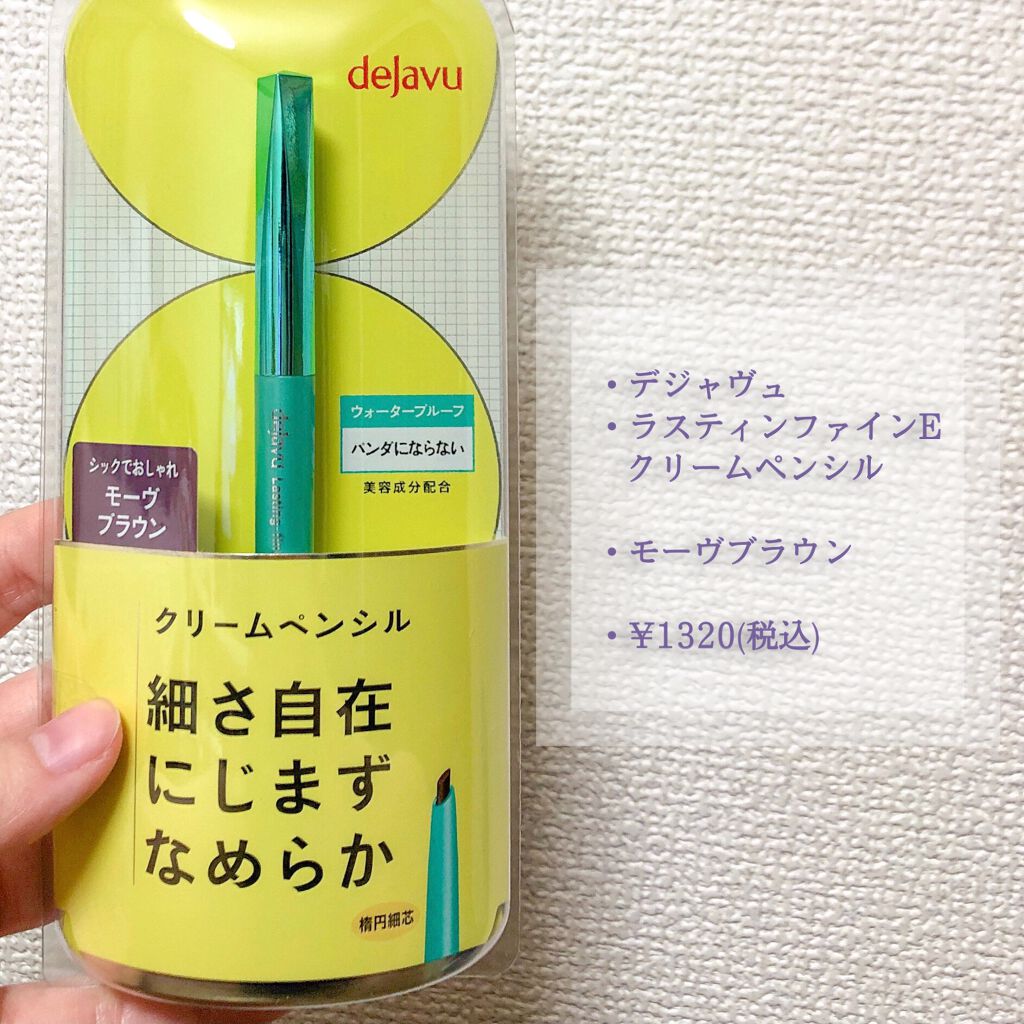 dejavu
ウォータープルーフ
パンダにならない
美容成分配合
シックでおしゃれ
モーヴ
ブラウン
dejavu Lasting-
クリームペンシル
細さ自在
にじまず
なめらか
楕円細芯
・デジャヴュ
・ラスティンファインE
クリームペンシル
・モーヴブラウン
・¥1320(税込)